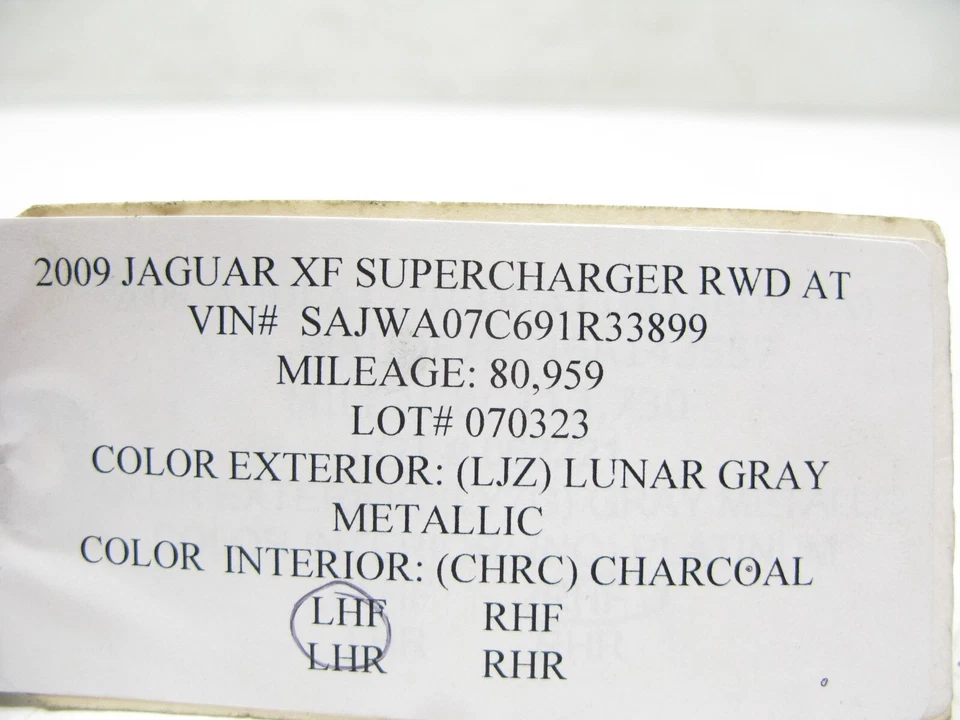 2009 JAGUAR XF SUPERCHARGER RWD AT
VIN# SAJWA07C691R33899
MILEAGE: 80,959
LOT# 070323
COLOR EXTERIOR: (LJZ) LUNAR GRAY
METALLIC
COLOR INTERIOR: (CHRC) CHARCOAL
LHF RHF
LHR RHR